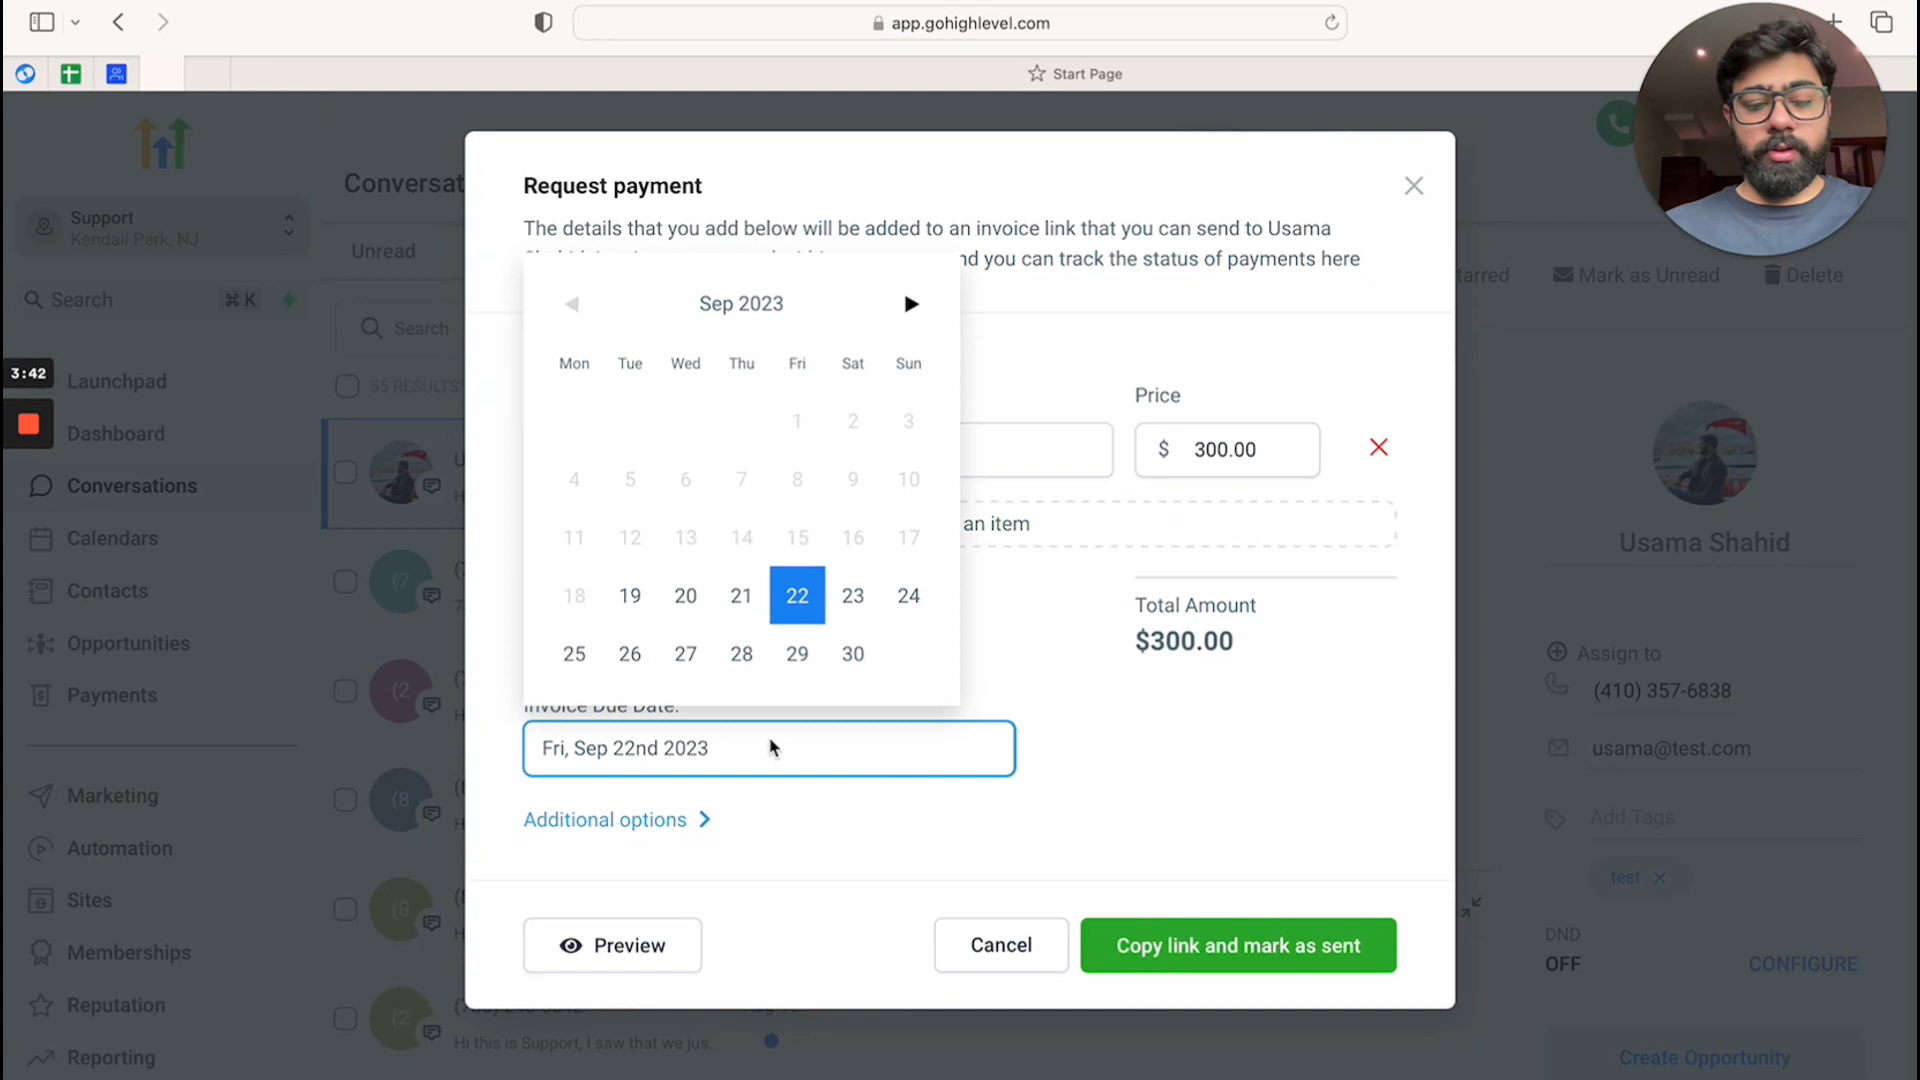 app.gohighlevel.com
Start Page
Support
Kendall Park, NJ
Search
⌘ K
3:42
Launchpad
Dashboard
Conversations
Calendars
Contacts
Opportunities
Payments
Marketing
Automation
Sites
Memberships
Reputation
Reporting
Conversat
Unread
Search
55 RESULTS
Hi this is Support, I saw that we jus..
Request payment
The details that you add below will be added to an invoice link that you can send to Usama
nd you can track the status of payments here
Sep 2023
Mon Tue Wed Thu Fri Sat Sun
1 2 3
4 5 6 7 8 9 10
11 12 13 14 15 16 17
18 19 20 21 22 23 24
25 26 27 28 29 30
Price
$ 300.00
an item
Total Amount
$300.00
Invoice Due Date:
Fri, Sep 22nd 2023
Additional options
Preview
Cancel
Copy link and mark as sent
tarred
Mark as Unread
Delete
Usama Shahid
Assign to
(410) 357-6838
usama@test.com
Add Tags
test
DND
OFF
CONFIGURE
Create Opportunity